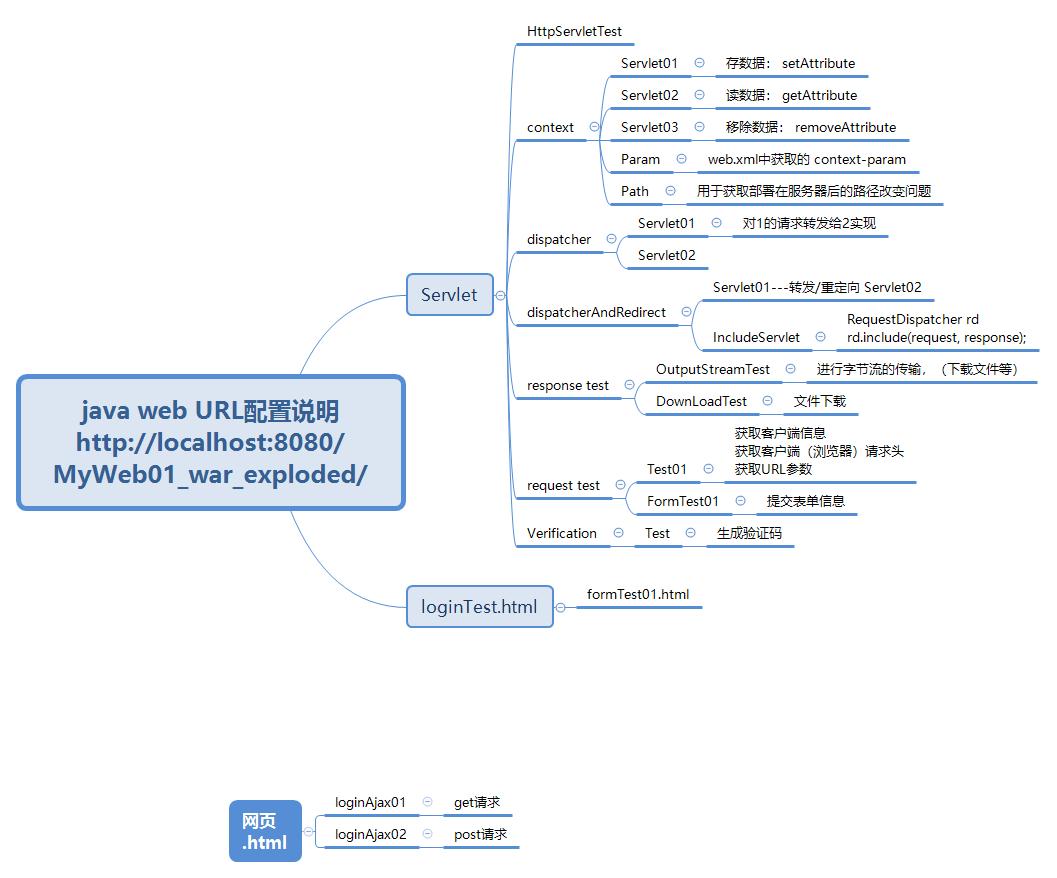 java web URL配置说明
http://localhost:8080/
MyWeb01_war_exploded/
Servlet
HttpServletTest
context
Servlet01
存数据： setAttribute
Servlet02
读数据： getAttribute
Servlet03
移除数据： removeAttribute
Param
web.xml中获取的 context-param
Path
用于获取部署在服务器后的路径改变问题
dispatcher
Servlet01
对1的请求转发给2实现
Servlet02
dispatcherAndRedirect
Servlet01---转发/重定向 Servlet02
IncludeServlet
RequestDispatcher rd
rd.include(request, response);
response test
OutputStreamTest
进行字节流的传输，（下载文件等）
DownLoadTest
文件下载
request test
Test01
获取客户端信息
获取客户端（浏览器）请求头
获取URL参数
FormTest01
提交表单信息
Verification
Test
生成验证码
loginTest.html
formTest01.html
网页
.html
loginAjax01
get请求
loginAjax02
post请求